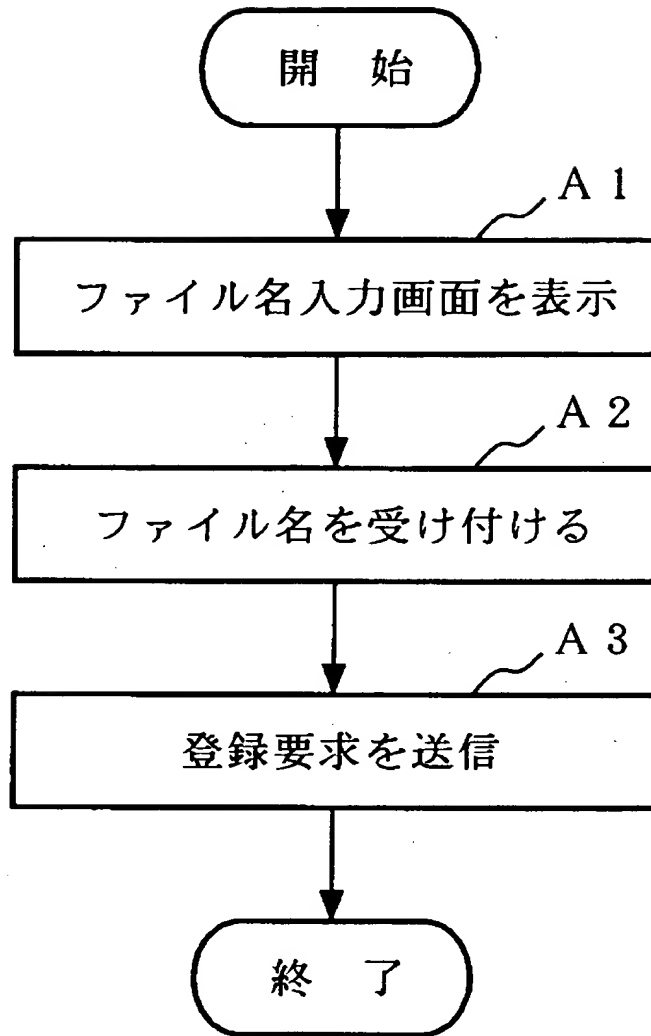 開 始
A1
ファイル名入力画面を表示
A2
ファイル名を受け付ける
A3
登録要求を送信
終 了